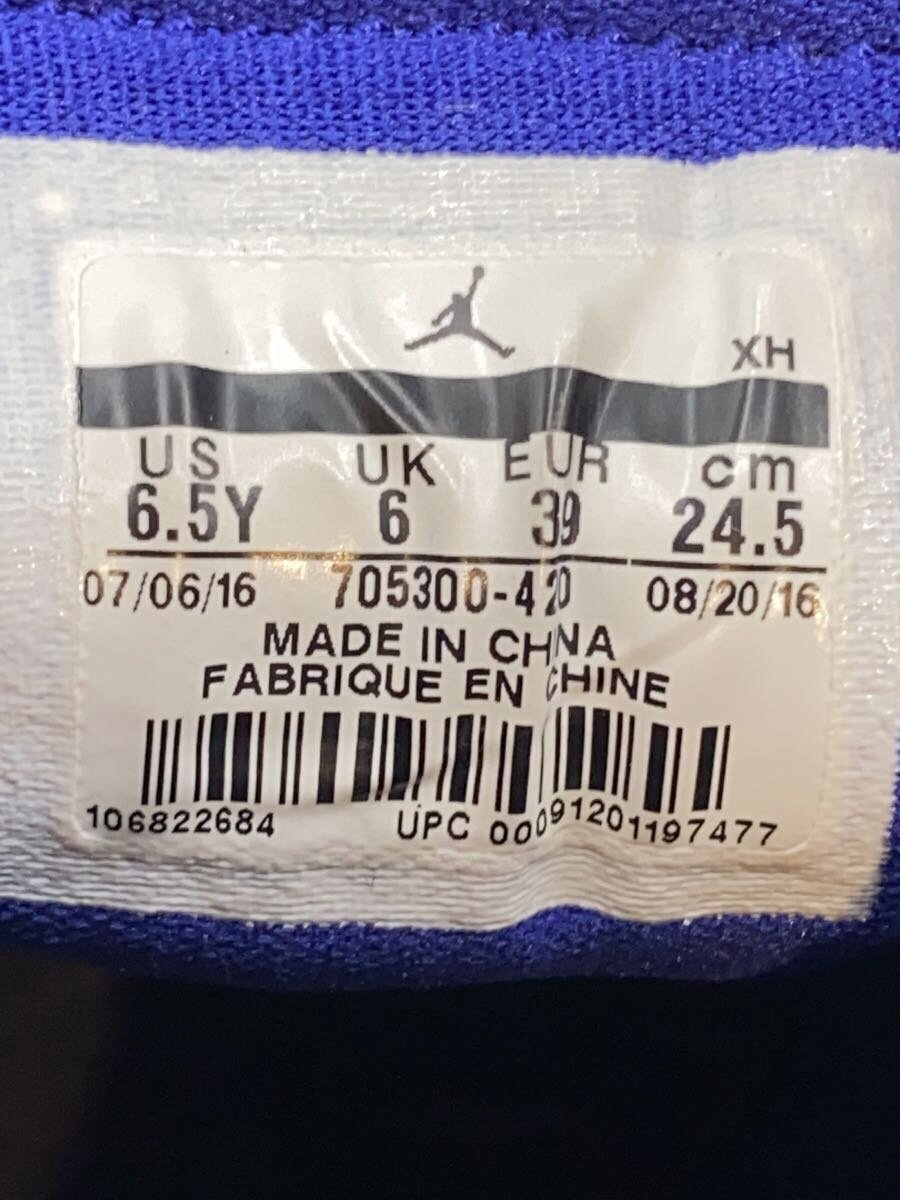 XH
US UK EUR cm
6.5Y 6 39 24.5
07/06/16 705300-420 08/20/16
MADE IN CHINA
FABRIQUE EN CHINE
106822684 UPC 00091201197477